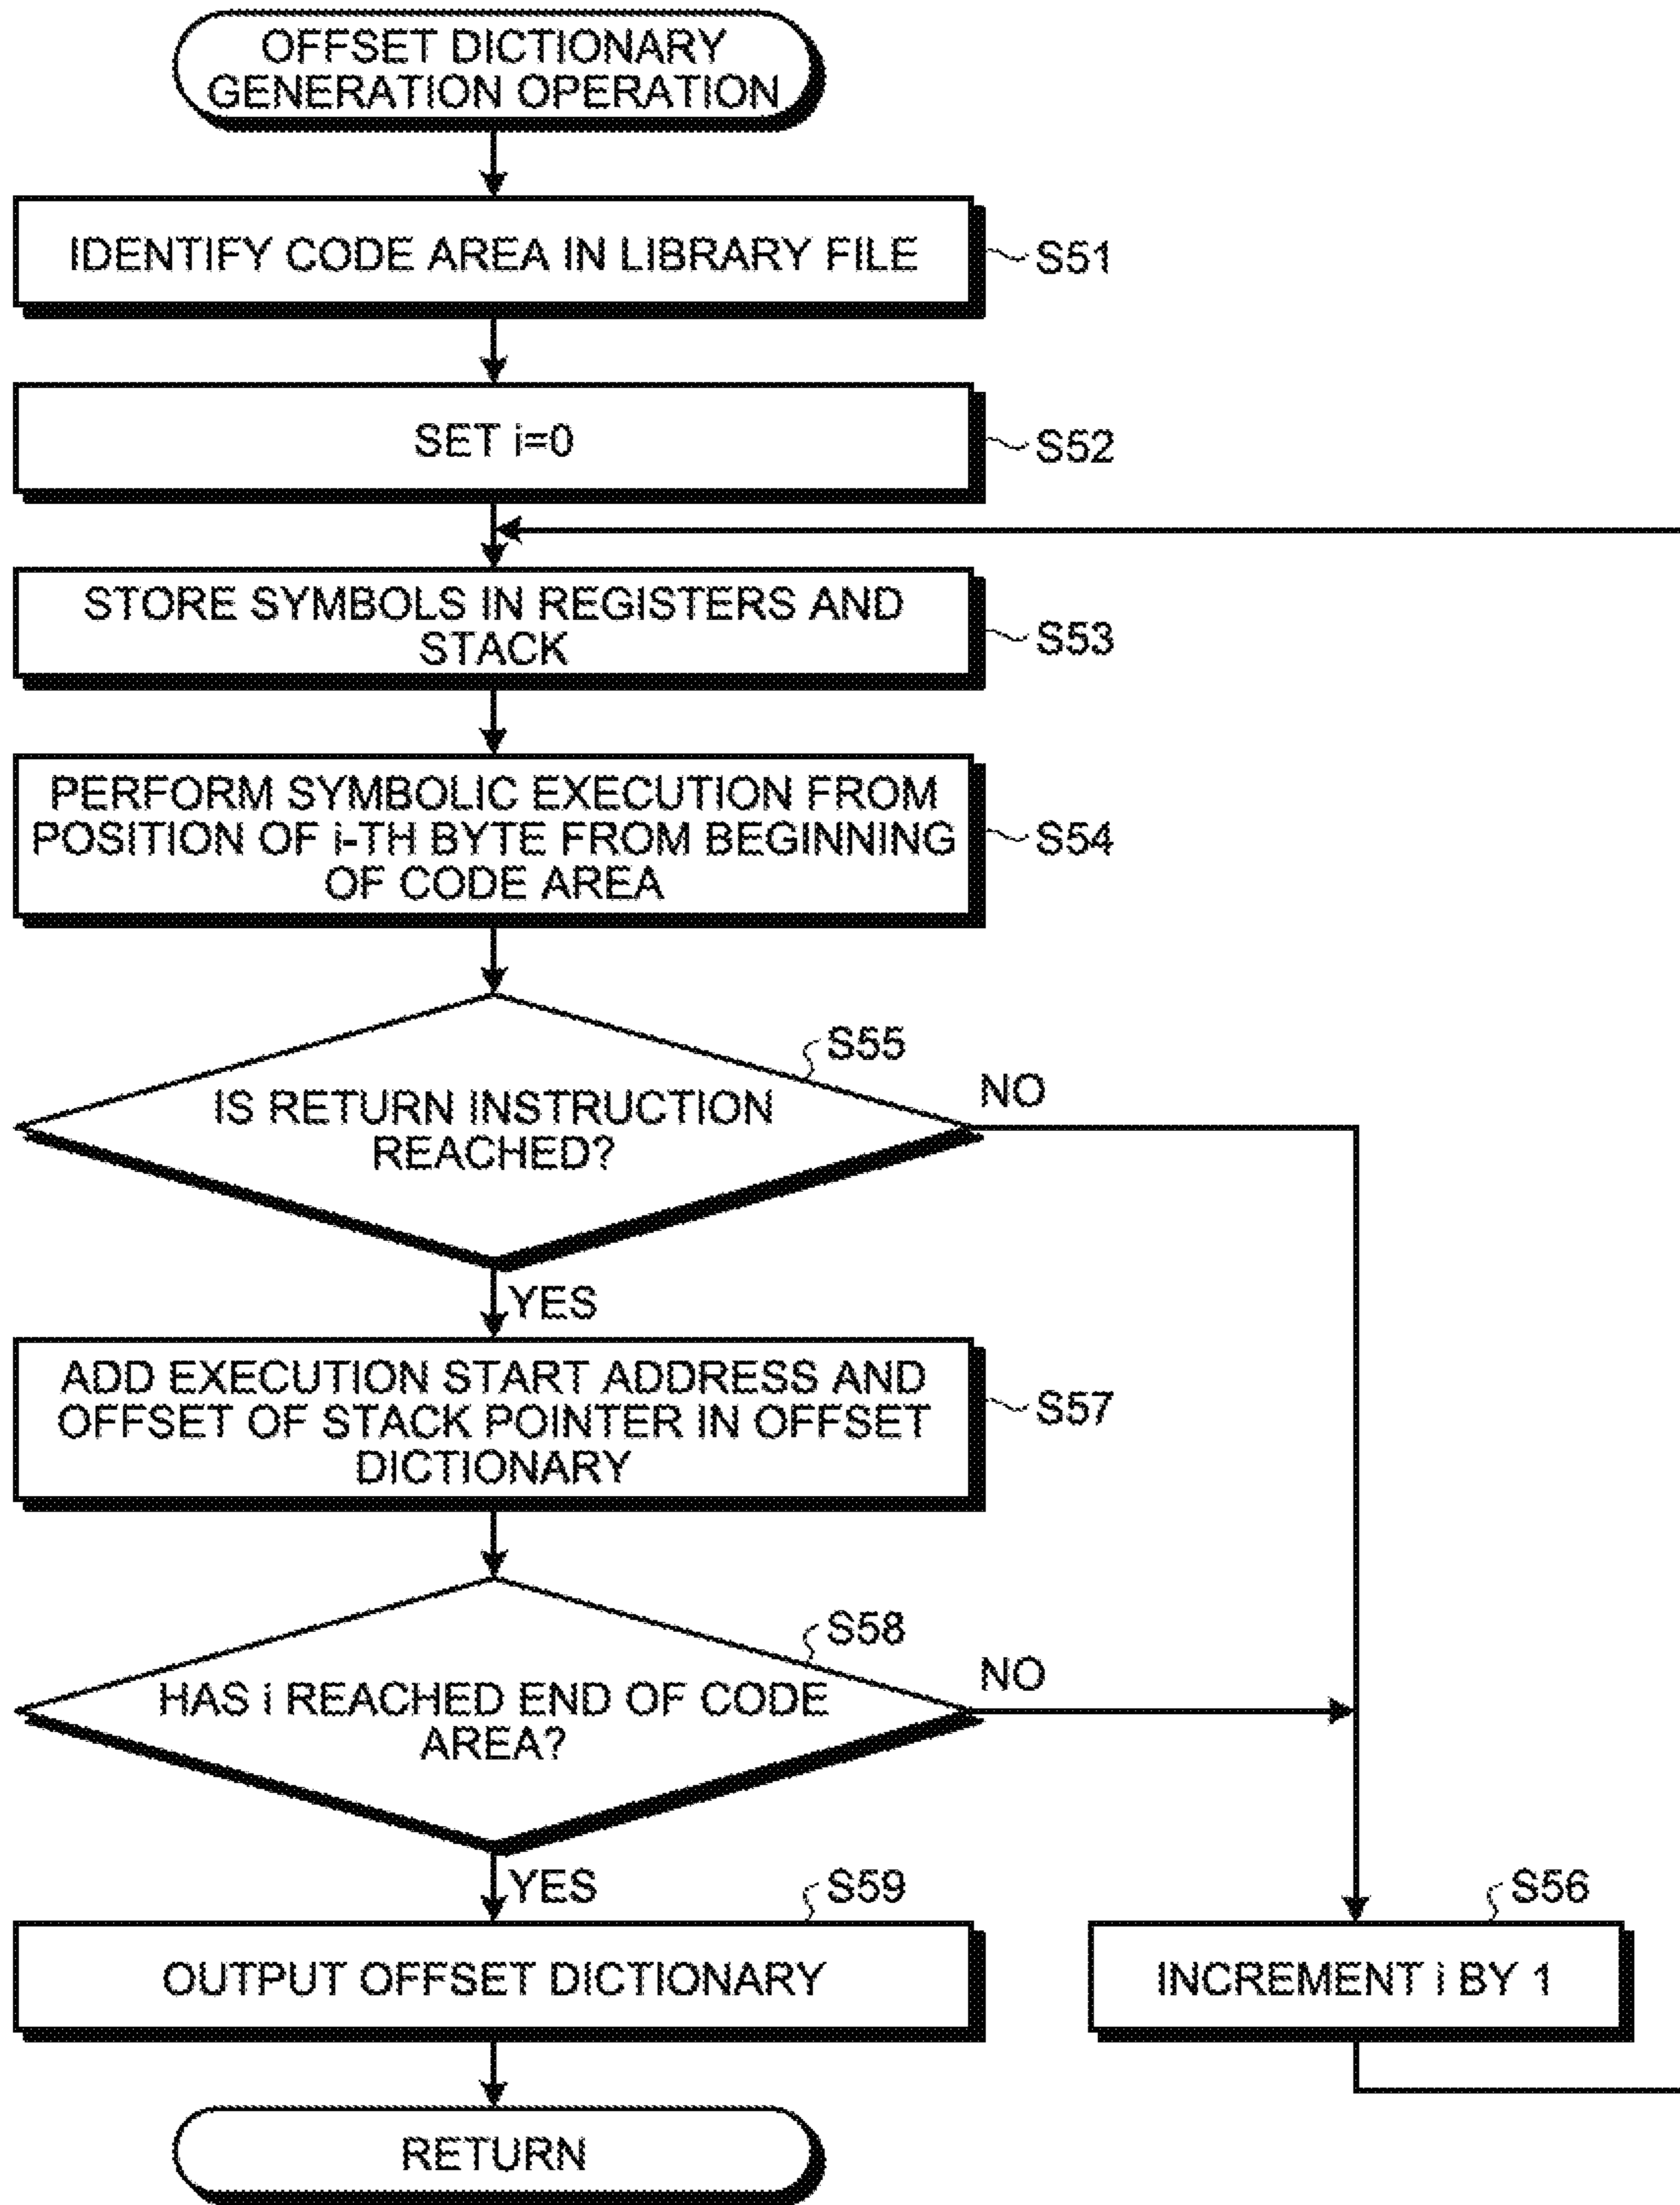 OFFSET DICTIONARY
GENERATION OPERATION
IDENTIFY CODE AREA IN LIBRARY FILE
S51
SET i=0
S52
STORE SYMBOLS IN REGISTERS AND
STACK
S53
PERFORM SYMBOLIC EXECUTION FROM
POSITION OF i-TH BYTE FROM BEGINNING
OF CODE AREA
S54
S55
IS RETURN INSTRUCTION
REACHED?
NO
YES
ADD EXECUTION START ADDRESS AND
OFFSET OF STACK POINTER IN OFFSET
DICTIONARY
S57
S58
HAS i REACHED END OF CODE
AREA?
NO
YES
S59
OUTPUT OFFSET DICTIONARY
S56
INCREMENT i BY 1
RETURN